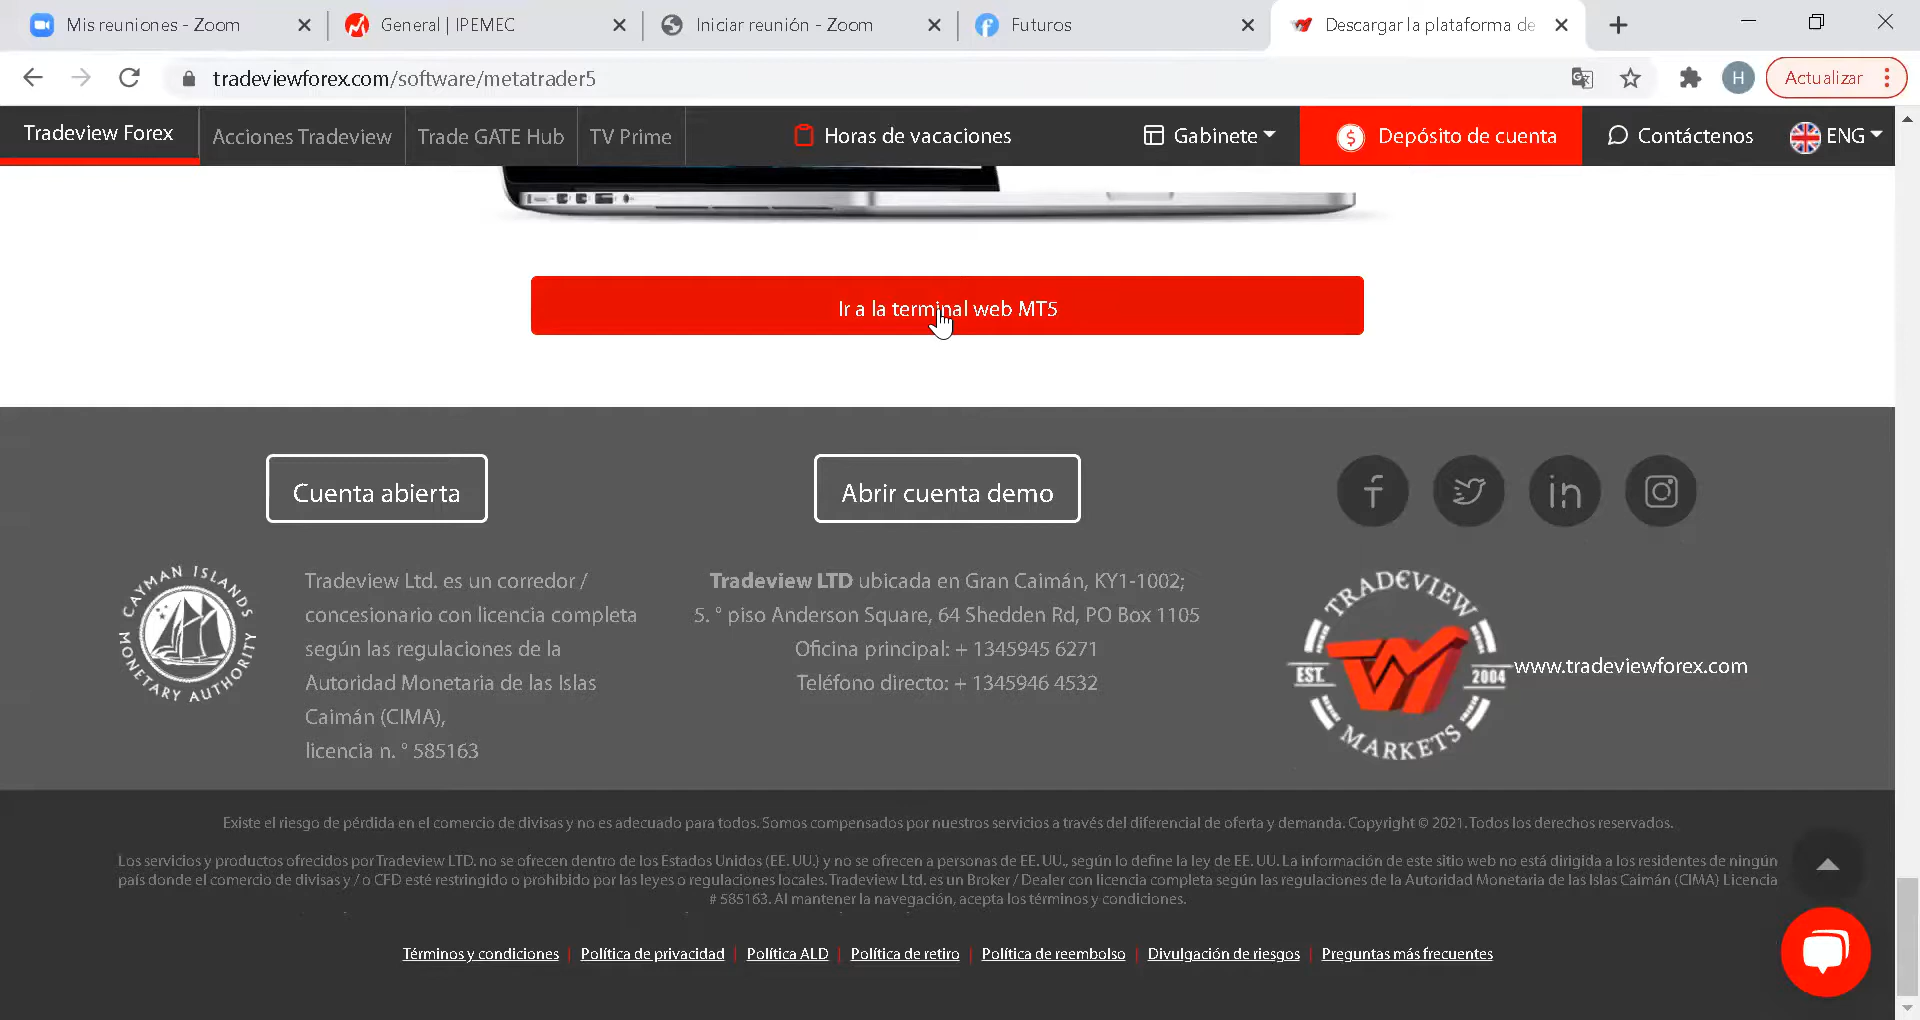 Mis reuniones - Zoom
General | IPEMEC
Iniciar reunión - Zoom
Futuros
Descargar la plataforma de
tradeviewforex.com/software/metatrader5
H
Actualizar
Tradeview Forex
Acciones Tradeview
Trade GATE Hub
TV Prime
Horas de vacaciones
Gabinete
Depósito de cuenta
Contáctenos
ENG
Ir a la terminal web MT5
Cuenta abierta
Abrir cuenta demo
CAYMAN ISLANDS
MONETARY AUTHORITY
Tradeview Ltd. es un corredor /
concesionario con licencia completa
según las regulaciones de la
Autoridad Monetaria de las Islas
Caimán (CIMA),
licencia n. ° 585163
Tradeview LTD ubicada en Gran Caimán, KY1-1002;
5. ° piso Anderson Square, 64 Shedden Rd, PO Box 1105
Oficina principal: + 1345945 6271
Teléfono directo: + 1345946 4532
TRADEVIEW
EST. 2004
MARKETS
www.tradeviewforex.com
Existe el riesgo de pérdida en el comercio de divisas y no es adecuado para todos. Somos compensados por nuestros servicios a través del diferencial de oferta y demanda. Copyright © 2021. Todos los derechos reservados.
Los servicios y productos ofrecidos por Tradeview LTD. no se ofrecen dentro de los Estados Unidos (EE. UU.) y no se ofrecen a personas de EE. UU., según lo define la ley de EE. UU. La información de este sitio web no está dirigida a los residentes de ningún
país donde el comercio de divisas y / o CFD esté restringido o prohibido por las leyes o regulaciones locales. Tradeview Ltd. es un Broker / Dealer con licencia completa según las regulaciones de la Autoridad Monetaria de las Islas Caimán (CIMA) Licencia
# 585163. Al mantener la navegación, acepta los términos y condiciones.
Términos y condiciones | Política de privacidad | Política ALD | Política de retiro | Política de reembolso | Divulgación de riesgos | Preguntas más frecuentes